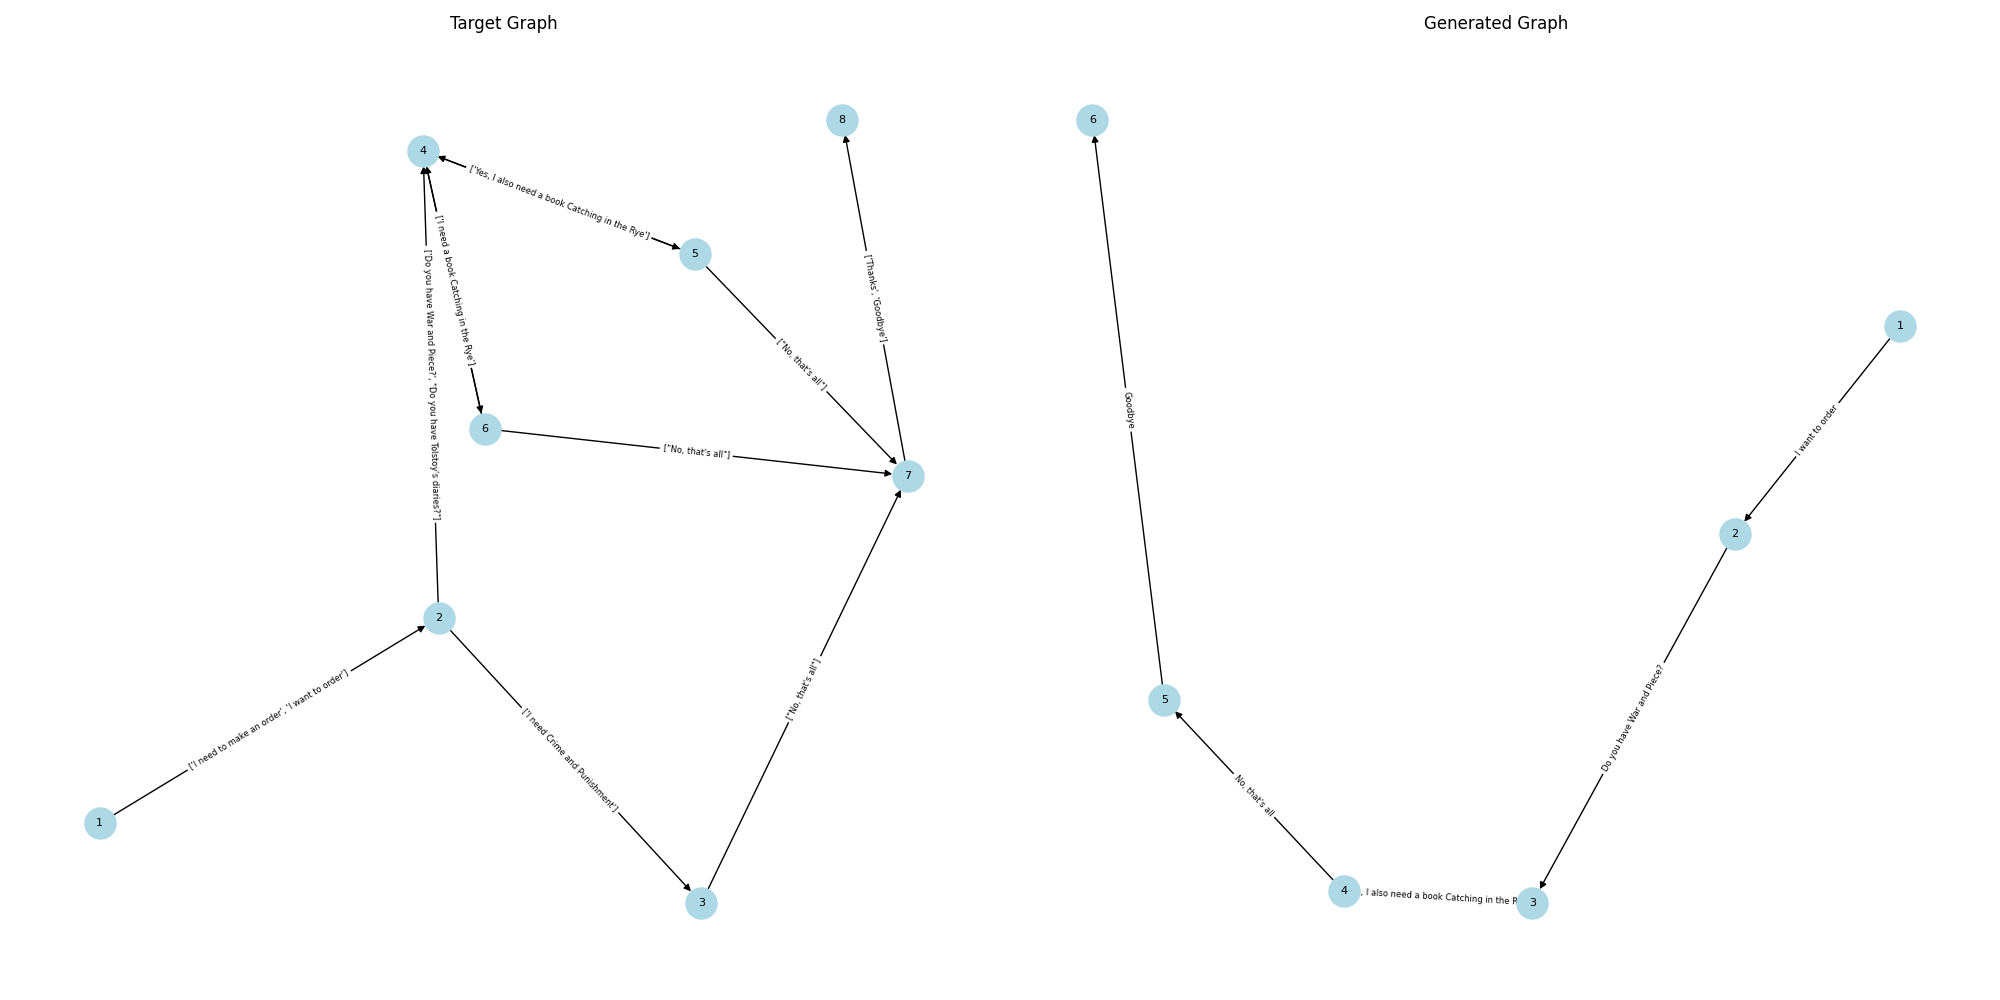 Target Graph
8
4
['Yes, I also need a book Catching in the Rye']
5
['I need a book Catching in the Rye']
['Do you have War and Piece?', "Do you have Tolstoy's diaries?"]
['Thanks', 'Goodbye']
["No, that's all"]
6
["No, that's all"]
7
2
['I need to make an order', 'I want to order']
['I need Crime and Punishment']
["No, that's all"]
1
3
Generated Graph
6
1
Goodbye
I want to order
2
Do you have War and Piece?
5
No, that's all
4
, I also need a book Catching in the
3